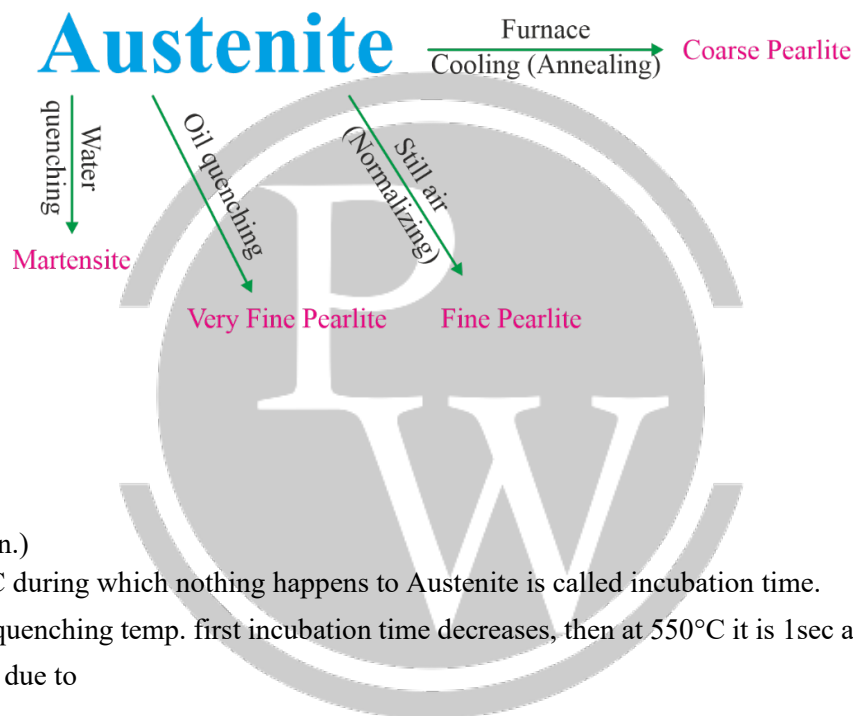 Austenite
Furnace
Cooling (Annealing)
Coarse Pearlite
Water
quenching
Oil quenching
Still air
(Normalizing)
Martensite
Very Fine Pearlite
Fine Pearlite
PW
n.)
C during which nothing happens to Austenite is called incubation time.
quenching temp. first incubation time decreases, then at 550°C it is 1sec a
due to